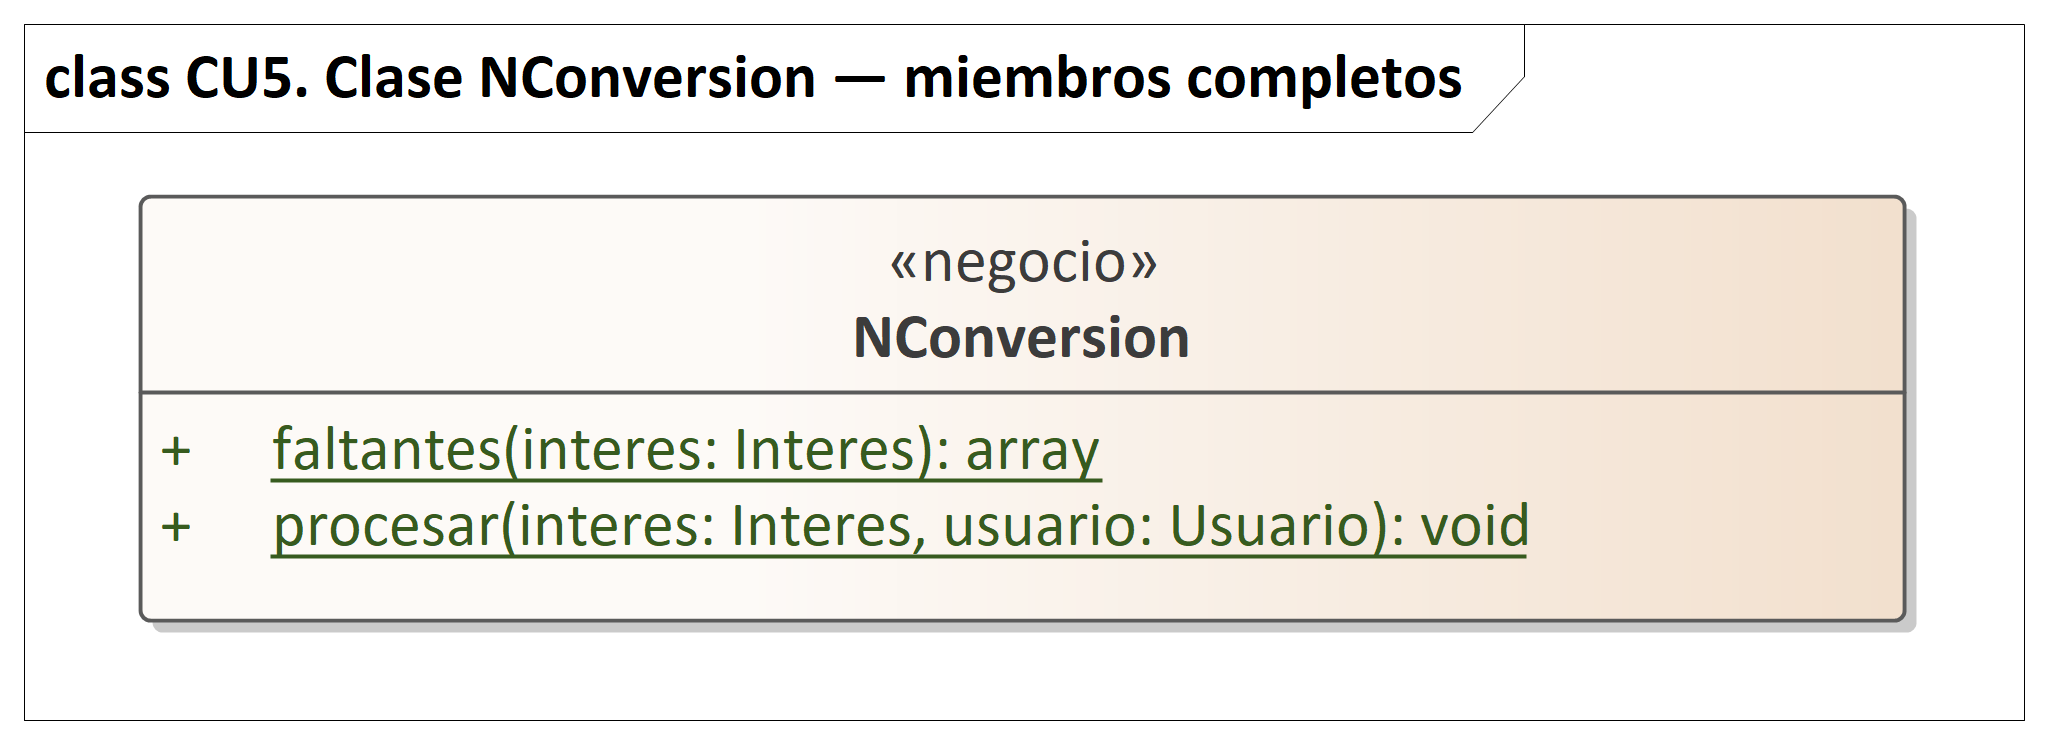 class CU5. Clase NConversion — miembros completos
«negocio»
NConversion
+ faltantes(interes: Interes): array
+ procesar(interes: Interes, usuario: Usuario): void